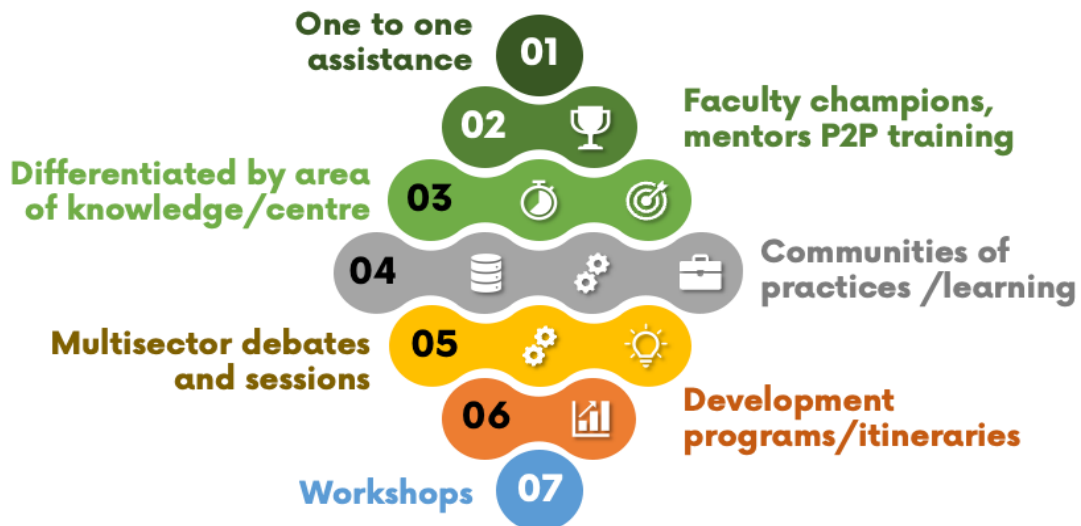 One to one
assistance
01
02
Faculty champions,
mentors P2P training
Differentiated by area
of knowledge/centre
03
04
Communities of
practices /learning
Multisector debates
and sessions
05
06
Development
programs/itineraries
Workshops
07